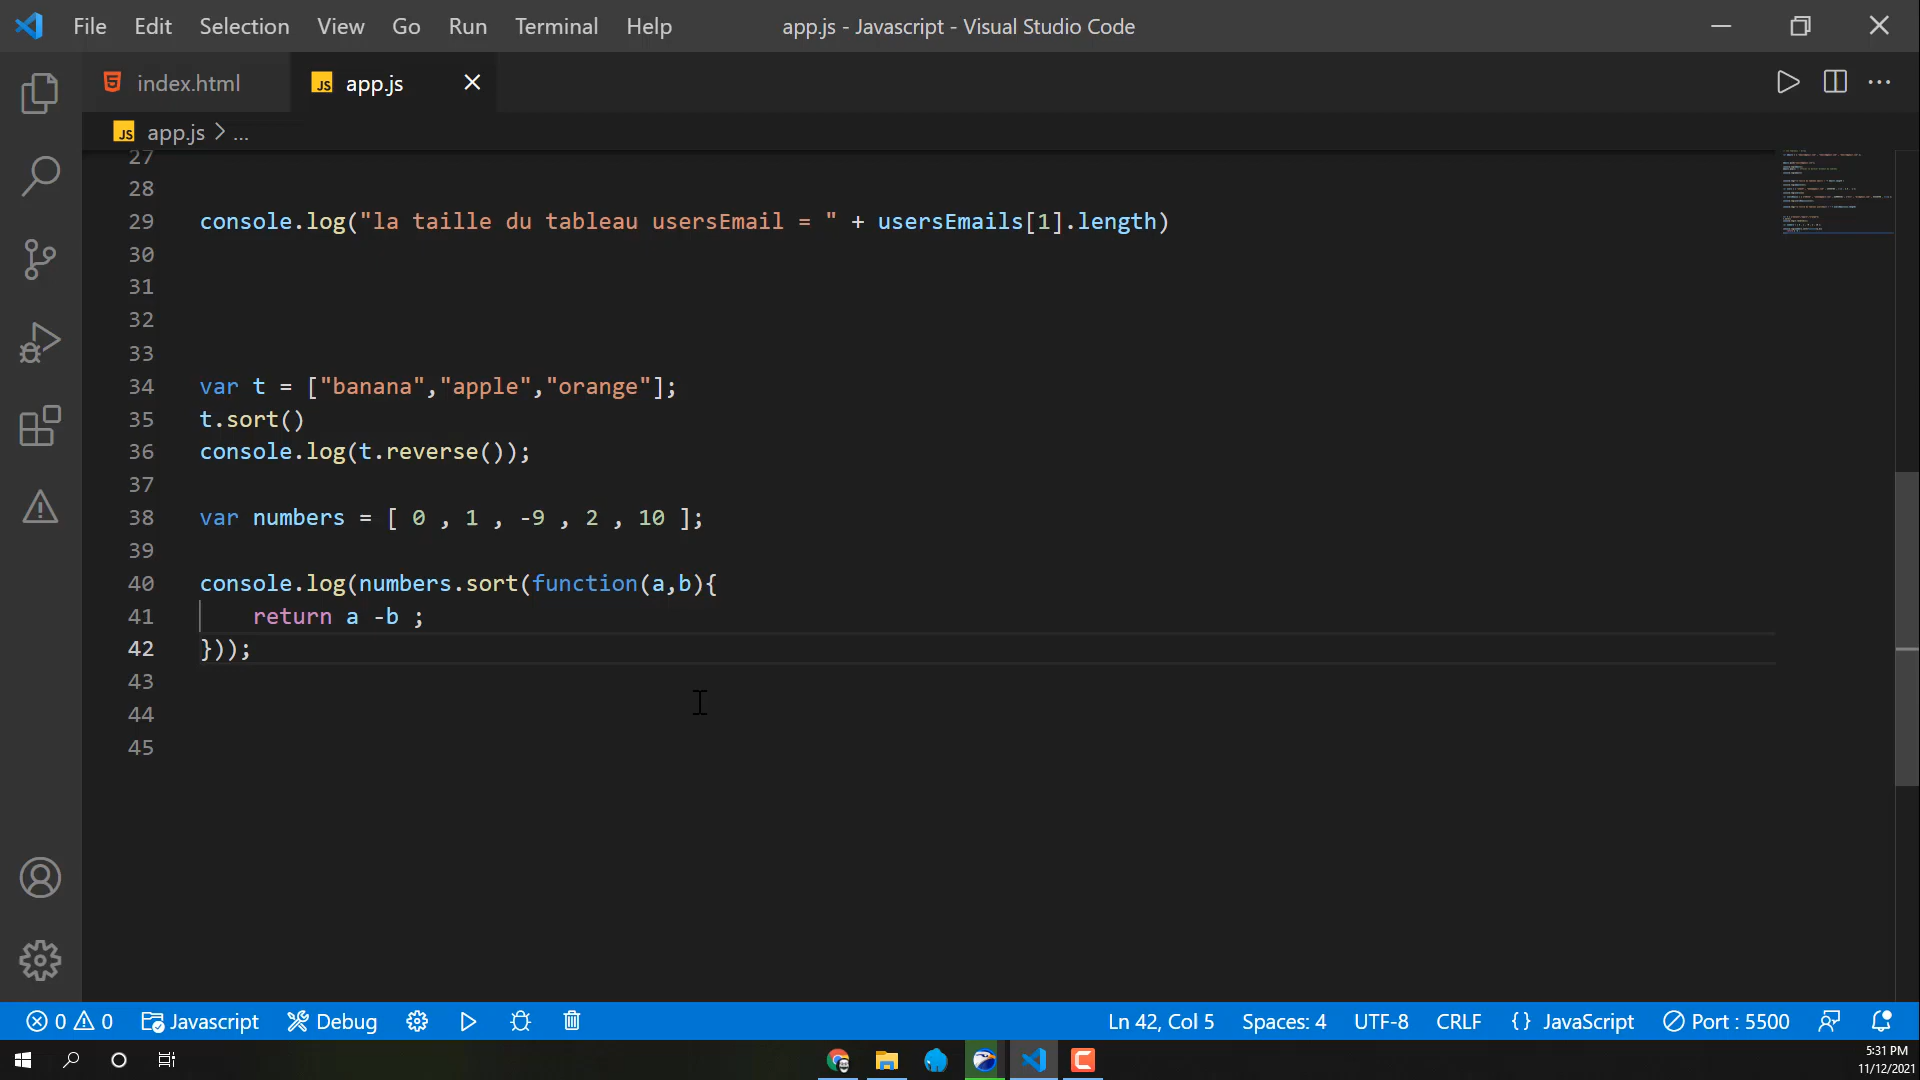 File Edit Selection View Go Run Terminal Help app.js - Javascript - Visual Studio Code
index.html JS app.js
JS app.js > ...
27
28
29 console.log("la taille du tableau usersEmail = " + usersEmails[1].length)
30
31
32
33
34 var t = ["banana","apple","orange"];
35 t.sort()
36 console.log(t.reverse());
37
38 var numbers = [ 0 , 1 , -9 , 2 , 10 ];
39
40 console.log(numbers.sort(function(a,b){
41 return a -b ;
42 }));
43
44
45
0 0 Javascript Debug Ln 42, Col 5 Spaces: 4 UTF-8 CRLF {} JavaScript Port : 5500
5:31 PM
11/12/2021